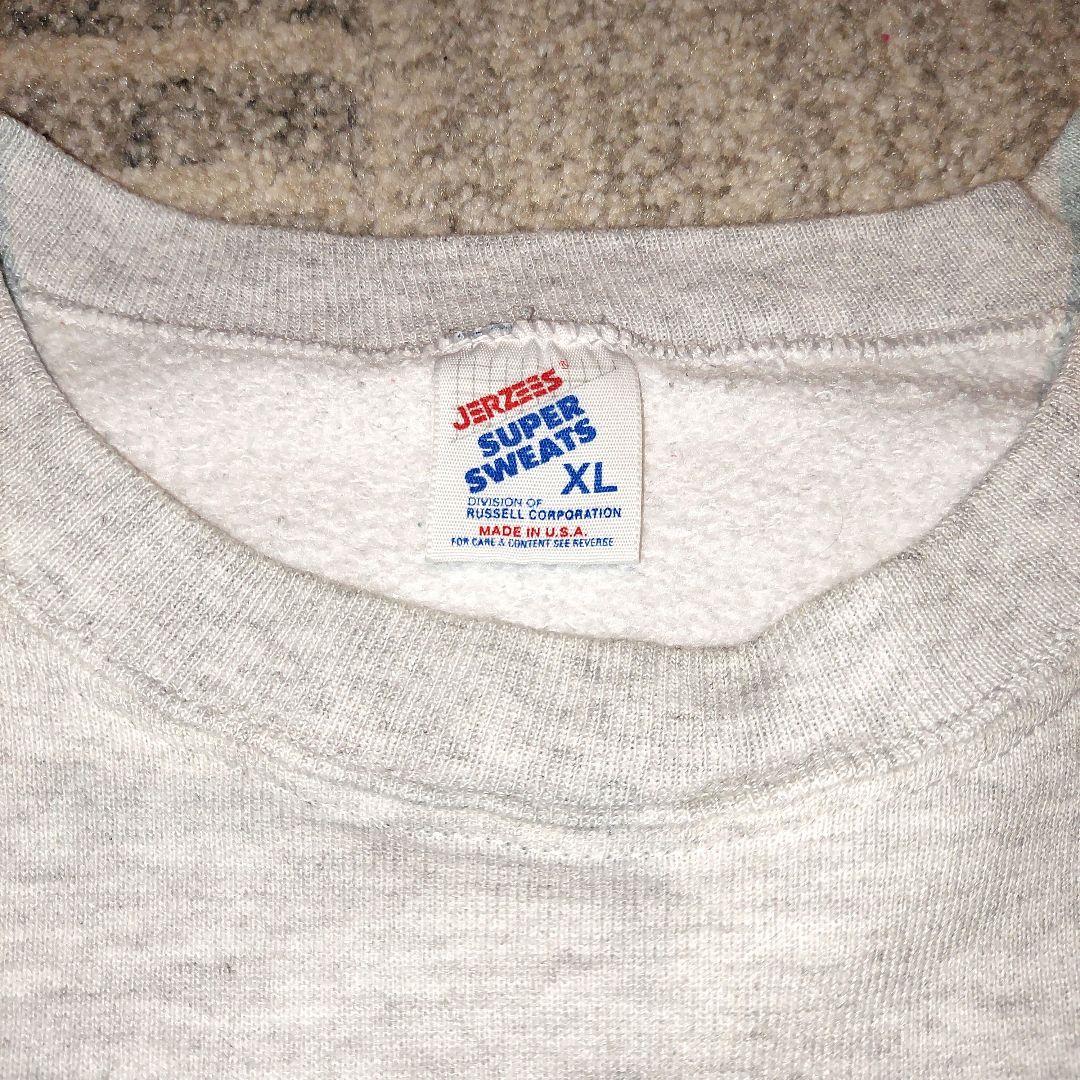 JERZEES®
SUPER
SWEATS
XL
DIVISION OF
RUSSELL CORPORATION
MADE IN U.S.A.
FOR CARE & CONTENT SEE REVERSE